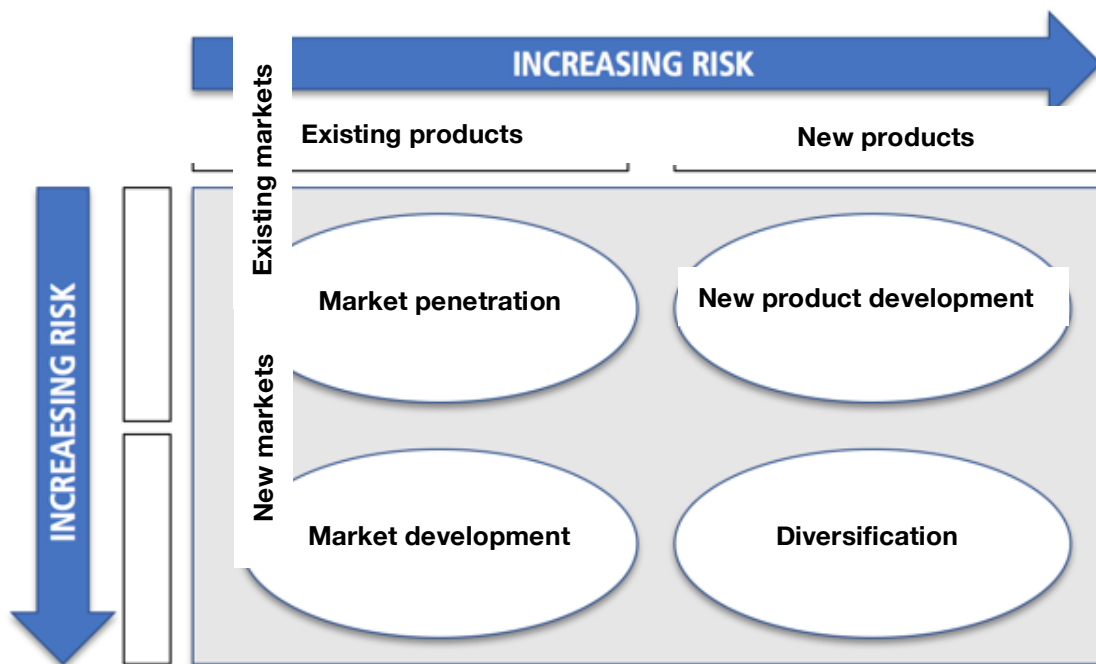 INCREASING RISK
Existing products
New products
Existing markets
Market penetration
New product development
INCREAESING RISK
New markets
Market development
Diversification